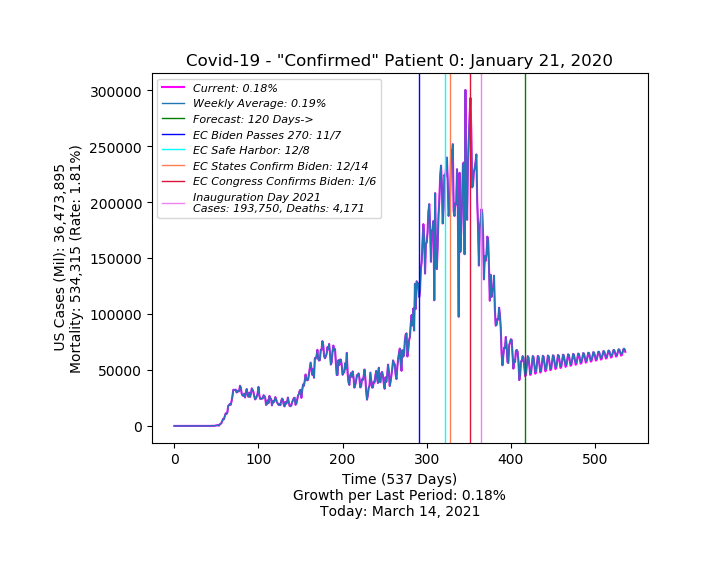 Covid-19 - "Confirmed" Patient 0: January 21, 2020
Current: 0.18%
Weekly Average: 0.19%
Forecast: 120 Days->
EC Biden Passes 270: 11/7
EC Safe Harbor: 12/8
EC States Confirm Biden: 12/14
EC Congress Confirms Biden: 1/6
Inauguration Day 2021
Cases: 193,750, Deaths: 4,171
US Cases (Mil): 36,473,895
Mortality: 534,315 (Rate: 1.81%)
300000
250000
200000
150000
100000
50000
0
0 100 200 300 400 500
Time (537 Days)
Growth per Last Period: 0.18%
Today: March 14, 2021